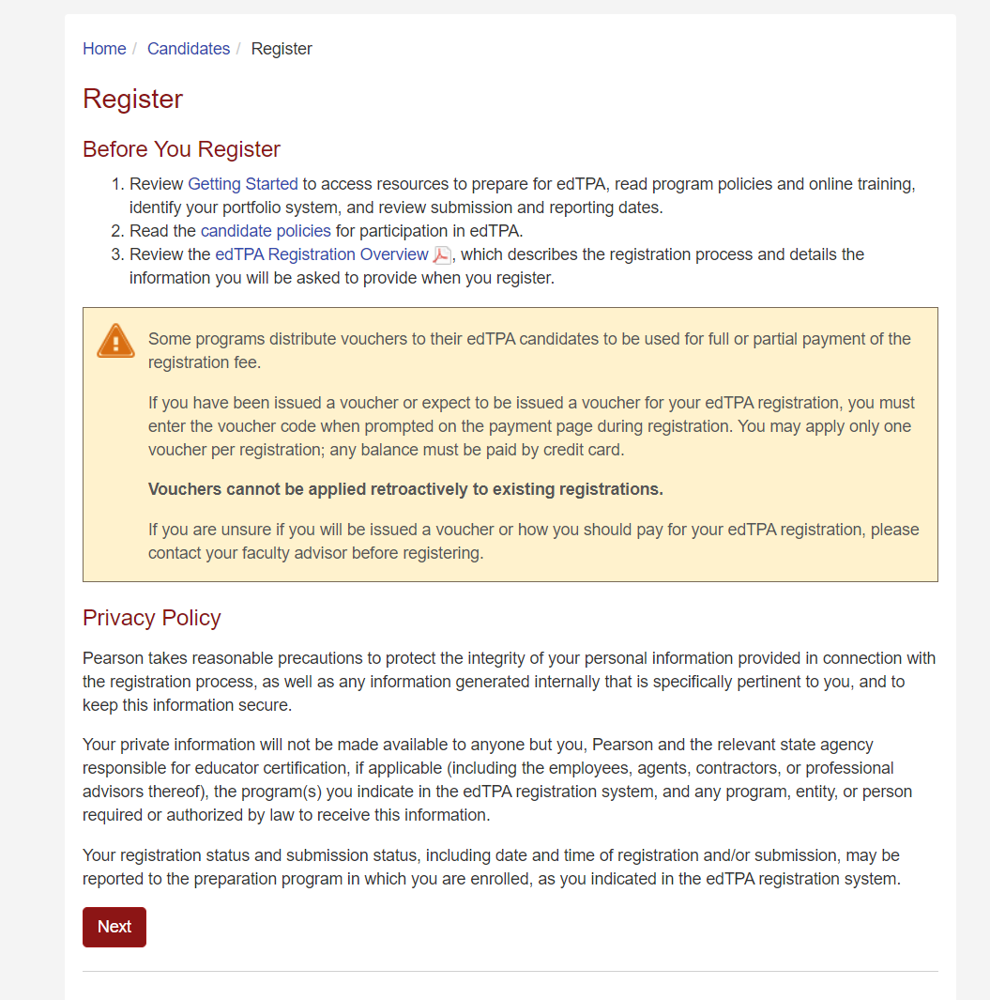 Home / Candidates / Register
Register
Before You Register
1. Review Getting Started to access resources to prepare for edTPA, read program policies and online training,
identify your portfolio system, and review submission and reporting dates.
2. Read the candidate policies for participation in edTPA.
3. Review the edTPA Registration Overview , which describes the registration process and details the
information you will be asked to provide when you register.
Some programs distribute vouchers to their edTPA candidates to be used for full or partial payment of the
registration fee.
If you have been issued a voucher or expect to be issued a voucher for your edTPA registration, you must
enter the voucher code when prompted on the payment page during registration. You may apply only one
voucher per registration; any balance must be paid by credit card.
Vouchers cannot be applied retroactively to existing registrations.
If you are unsure if you will be issued a voucher or how you should pay for your edTPA registration, please
contact your faculty advisor before registering.
Privacy Policy
Pearson takes reasonable precautions to protect the integrity of your personal information provided in connection with
the registration process, as well as any information generated internally that is specifically pertinent to you, and to
keep this information secure.
Your private information will not be made available to anyone but you, Pearson and the relevant state agency
responsible for educator certification, if applicable (including the employees, agents, contractors, or professional
advisors thereof), the program(s) you indicate in the edTPA registration system, and any program, entity, or person
required or authorized by law to receive this information.
Your registration status and submission status, including date and time of registration and/or submission, may be
reported to the preparation program in which you are enrolled, as you indicated in the edTPA registration system.
Next